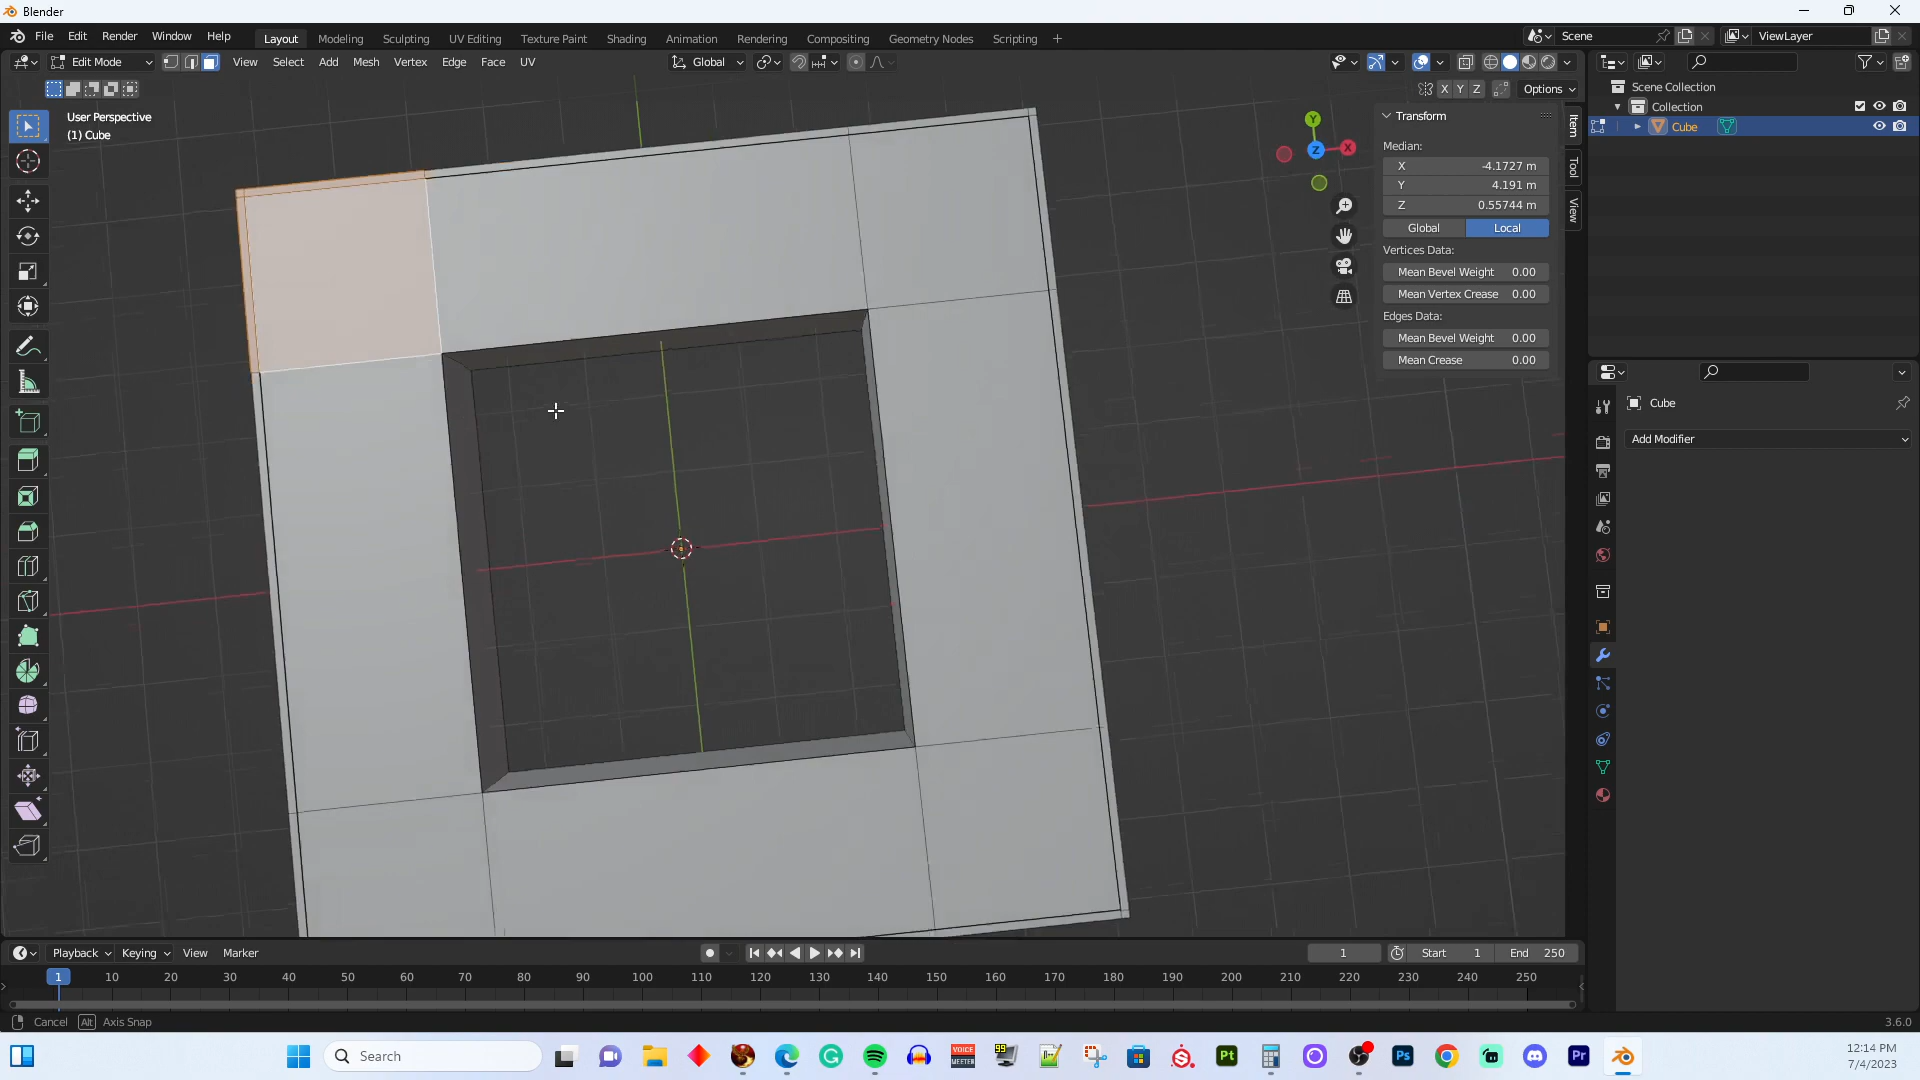 Blender
File Edit Render Window Help Layout Modeling Sculpting UV Editing Texture Paint Shading Animation Rendering Compositing Geometry Nodes Scripting + Scene ViewLayer
Edit Mode View Select Add Mesh Vertex Edge Face UV Global
X Y Z Options
Scene Collection
Collection
Cube
User Perspective
(1) Cube
Y
Z
X
Transform
Median:
X -4.1727 m
Y 4.191 m
Z 0.55744 m
Global Local
Vertices Data:
Mean Bevel Weight 0.00
Mean Vertex Crease 0.00
Edges Data:
Mean Bevel Weight 0.00
Mean Crease 0.00
Item
Tool
View
Cube
Add Modifier
Playback Keying View Marker 1 Start 1 End 250
1 10 20 30 40 50 60 70 80 90 100 110 120 130 140 150 160 170 180 190 200 210 220 230 240 250
Cancel Alt Axis Snap 3.6.0
Search VOICE MEETER 99 Pt Ps Pr 12:14 PM
7/4/2023